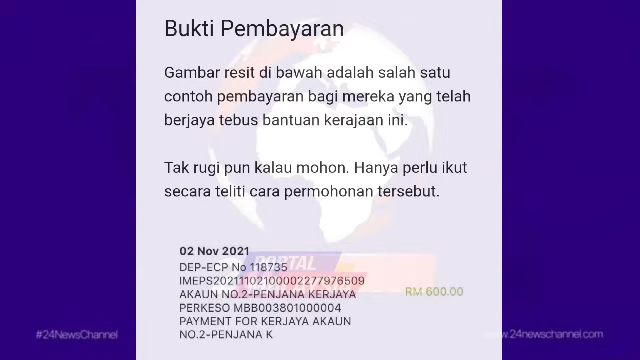 Bukti Pembayaran
Gambar resit di bawah adalah salah satu
contoh pembayaran bagi mereka yang telah
berjaya tebus bantuan kerajaan ini.
Tak rugi pun kalau mohon. Hanya perlu ikut
secara teliti cara permohonan tersebut.
02 Nov 2021
DEP-ECP No 118735
IMEPS20211102100002277976509
AKAUN NO.2-PENJANA KERJAYA
RM 600.00
PERKESO MBB003801000004
PAYMENT FOR KERJAYA AKAUN
NO.2-PENJANA K
PORTAL
#24NewsChannel
www.24newschannel.com